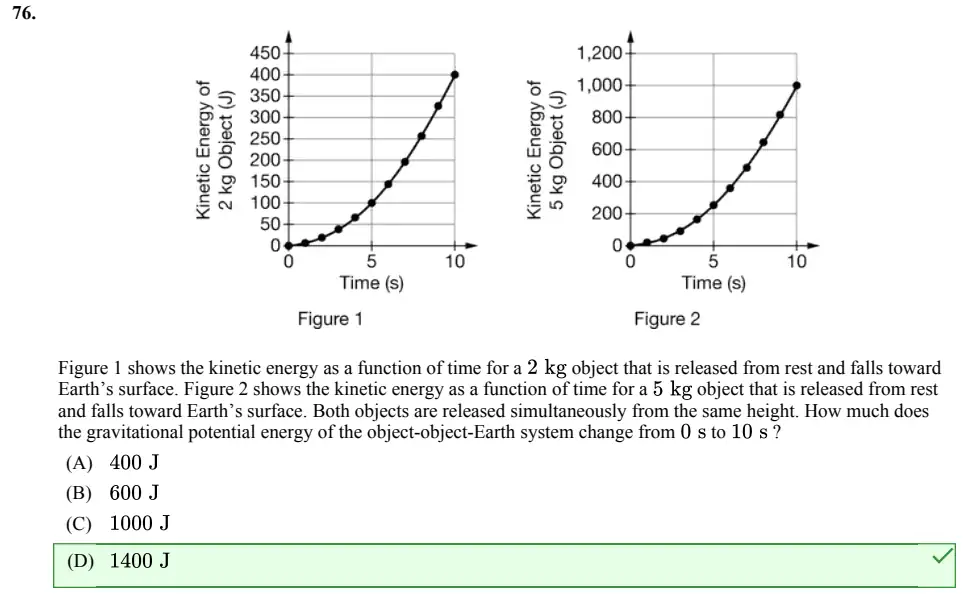 76.
Kinetic Energy of
2 kg Object (J)
450
400
350
300
250
200
150
100
50
0
0 5 10
Time (s)
Figure 1
Kinetic Energy of
5 kg Object (J)
1,200
1,000
800
600
400
200
0
0 5 10
Time (s)
Figure 2
Figure 1 shows the kinetic energy as a function of time for a 2 kg object that is released from rest and falls toward
Earth's surface. Figure 2 shows the kinetic energy as a function of time for a 5 kg object that is released from rest
and falls toward Earth's surface. Both objects are released simultaneously from the same height. How much does
the gravitational potential energy of the object-object-Earth system change from 0 s to 10 s ?
(A) 400 J
(B) 600 J
(C) 1000 J
(D) 1400 J